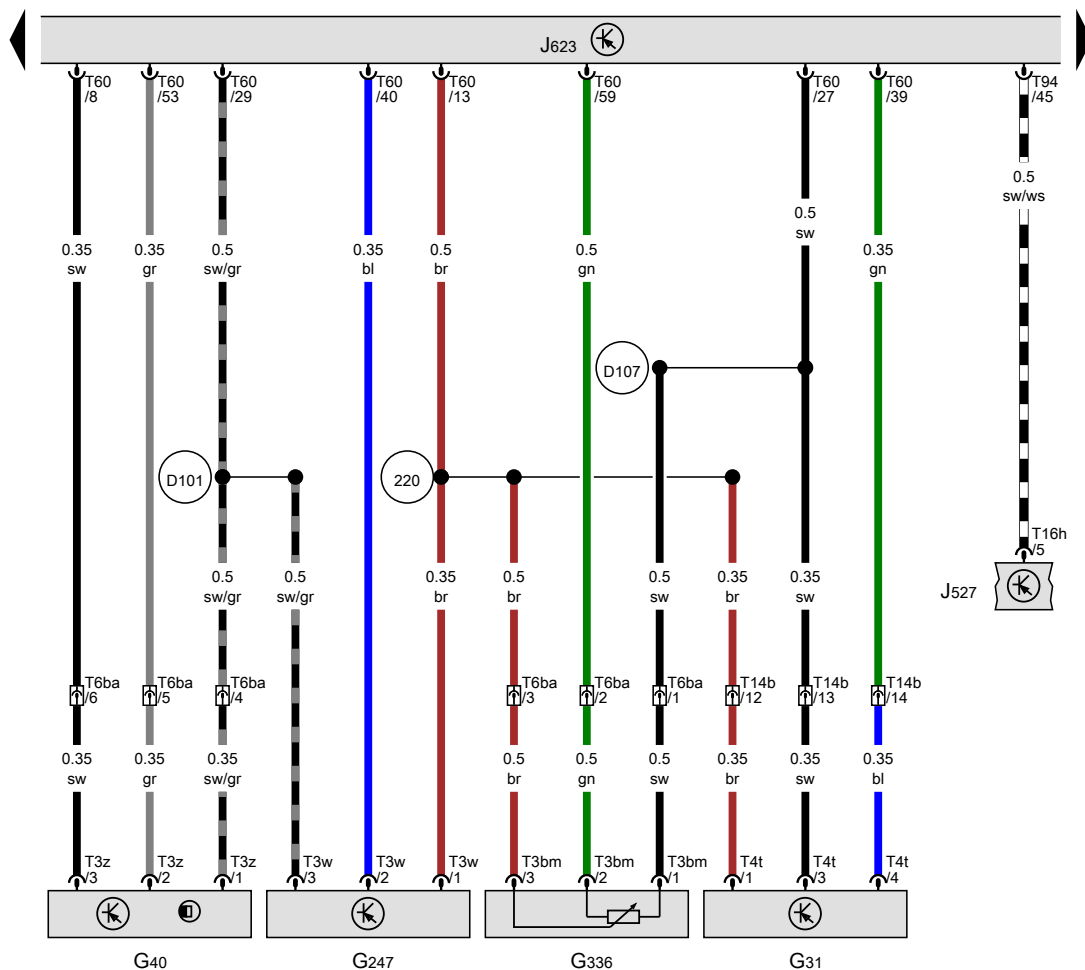 J623
T60 T60 T60 T60 T60 T60 T60 T60 T94
/8 /53 /29 /40 /13 /59 /27 /39 /45
0.5
sw/ws
0.5
sw
0.35 0.35 0.5 0.35 0.5 0.5 0.35
sw gr sw/gr bl br gn gn
D107
D101 220
T16h
/5
J527
0.5 0.5 0.35 0.5 0.5 0.35 0.35
sw/gr sw/gr br br sw br sw
T6ba T6ba T6ba T6ba T6ba T6ba T14b T14b T14b
/6 /5 /4 /3 /2 /1 /12 /13 /14
0.35 0.35 0.35 0.5 0.5 0.5 0.35 0.35 0.35
sw gr sw/gr br gn sw br sw bl
T3z T3z T3z T3w T3w T3w T3bm T3bm T3bm T4t T4t T4t
/3 /2 /1 /3 /2 /1 /3 /2 /1 /1 /3 /4
G40 G247 G336 G31